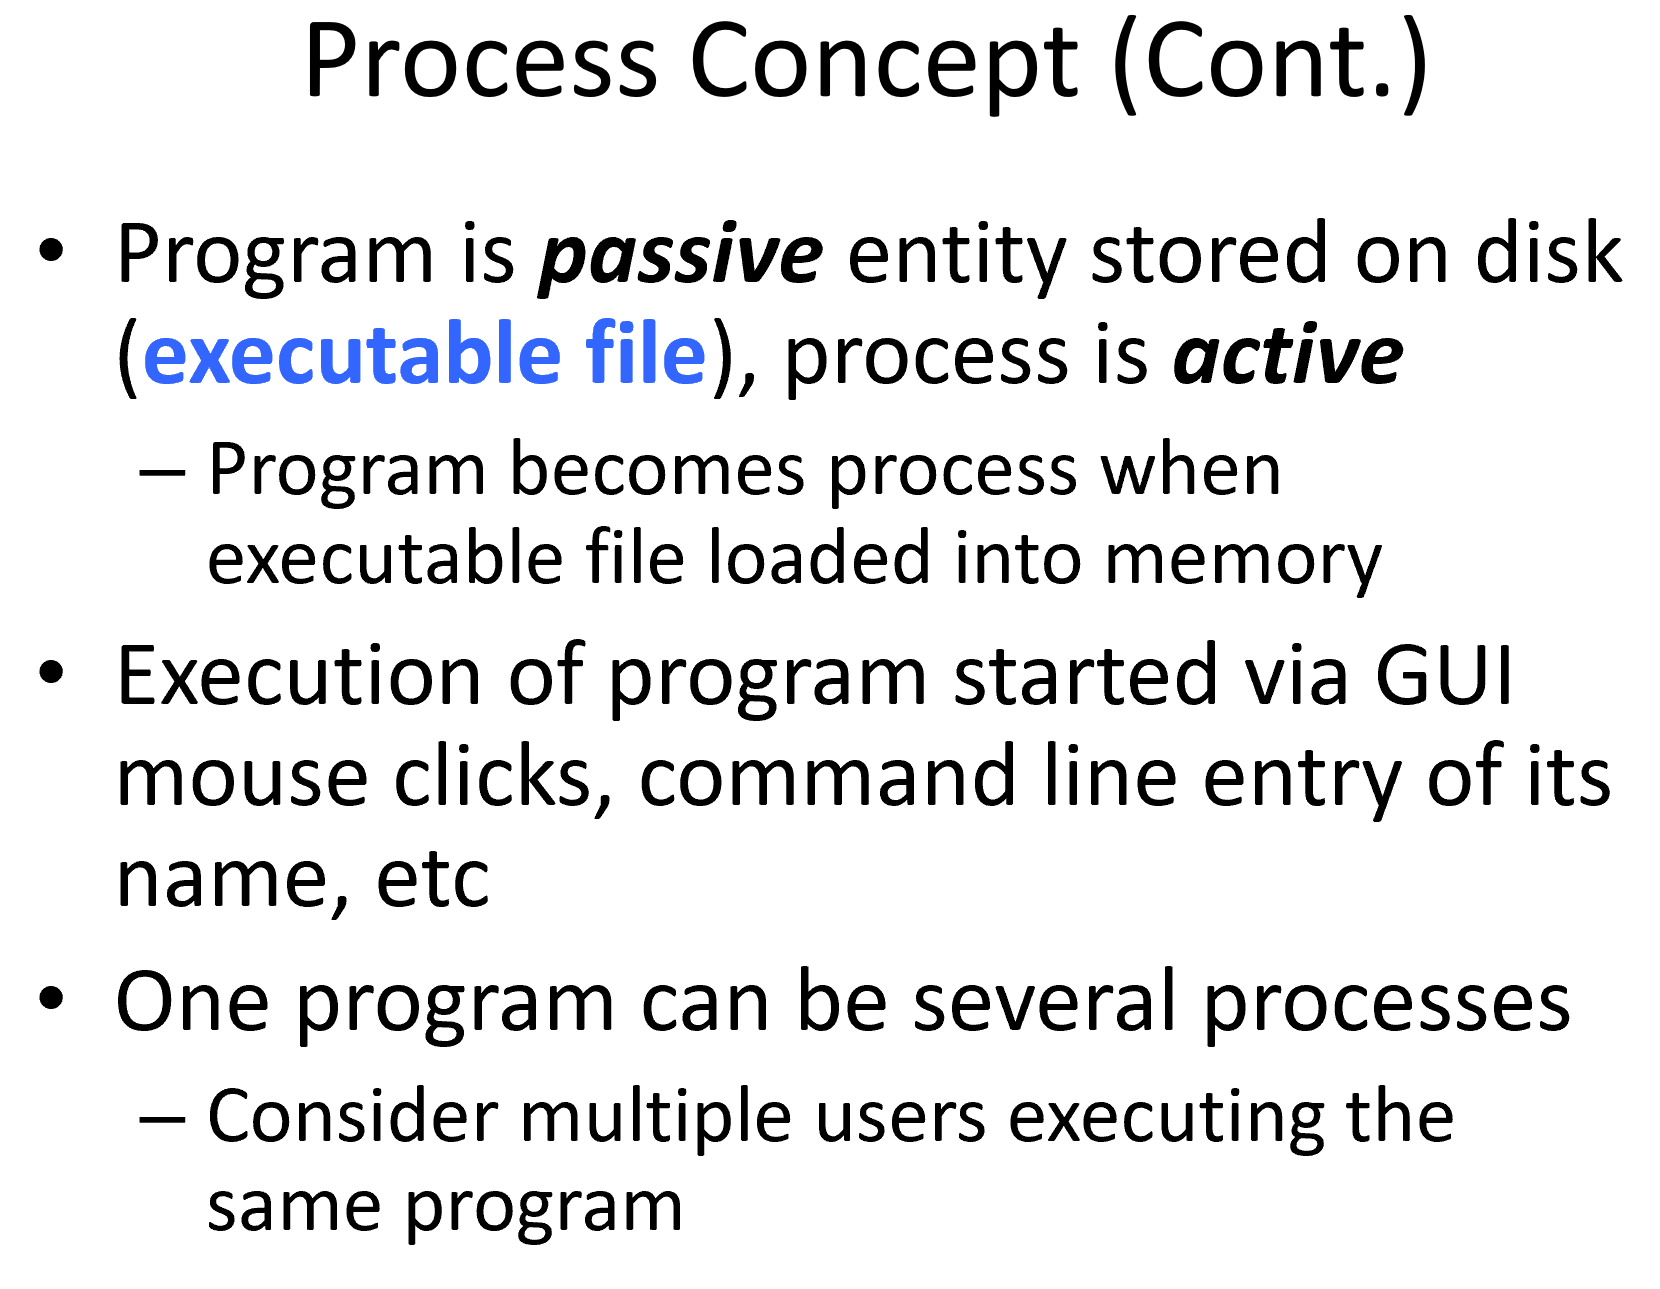 Process Concept (Cont.)
• Program is passive entity stored on disk
(executable file), process is active
– Program becomes process when
executable file loaded into memory
• Execution of program started via GUI
mouse clicks, command line entry of its
name, etc
• One program can be several processes
– Consider multiple users executing the
same program